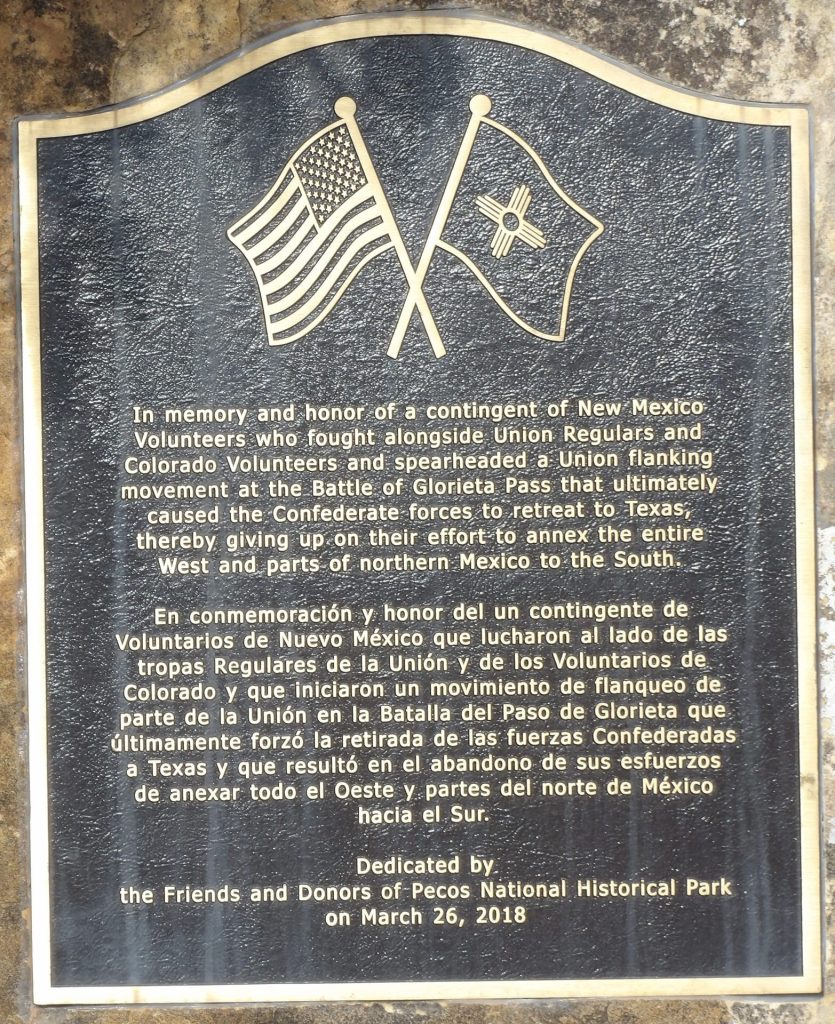 In memory and honor of a contingent of New Mexico
Volunteers who fought alongside Union Regulars and
Colorado Volunteers and spearheaded a Union flanking
movement at the Battle of Glorieta Pass that ultimately
caused the Confederate forces to retreat to Texas,
thereby giving up on their effort to annex the entire
West and parts of northern Mexico to the South.
En conmemoración y honor del un contingente de
Voluntarios de Nuevo México que lucharon al lado de las
tropas Regulares de la Unión y de los Voluntarios de
Colorado y que iniciaron un movimiento de flanqueo de
parte de la Unión en la Batalla del Paso de Glorieta que
últimamente forzó la retirada de las fuerzas Confederadas
a Texas y que resultó en el abandono de sus esfuerzos
de anexar todo el Oeste y partes del norte de México
hacia el Sur.
Dedicated by
the Friends and Donors of Pecos National Historical Park
on March 26, 2018